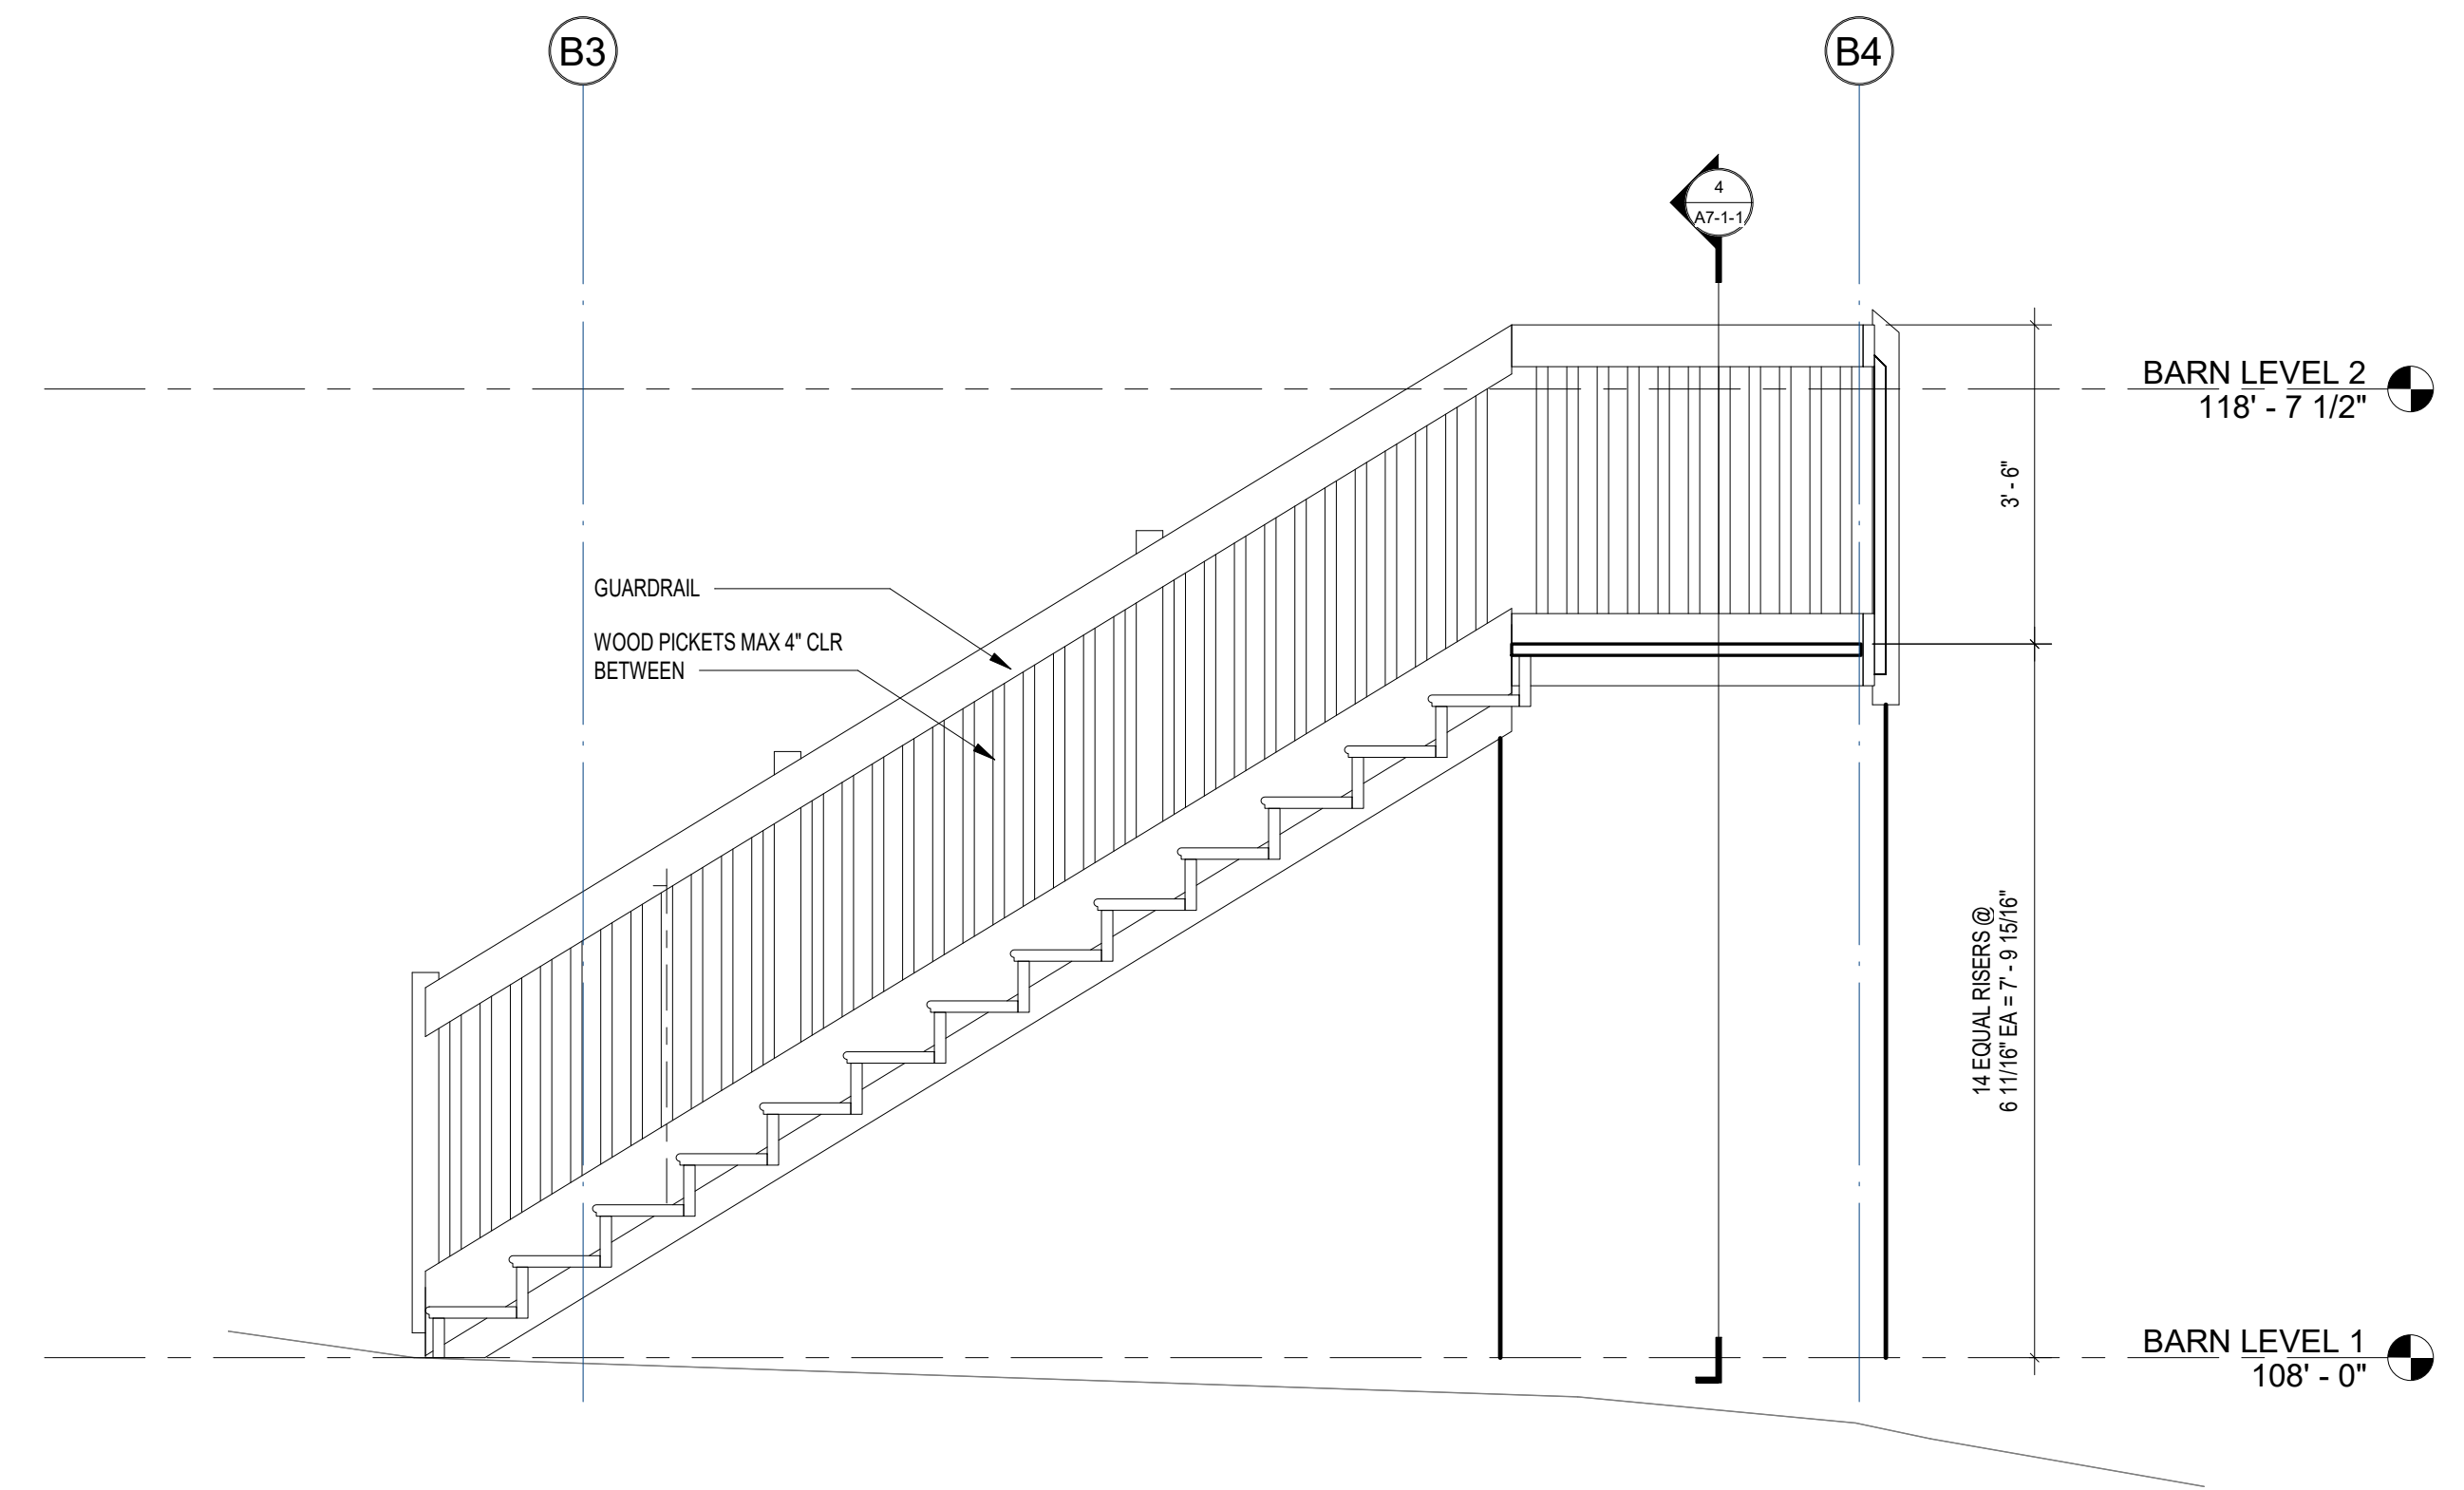 B3
B4
4
A7-1-1
BARN LEVEL 2
118' - 7 1/2"
3' - 6"
GUARDRAIL
WOOD PICKETS MAX 4" CLR
BETWEEN
14 EQUAL RISERS @
6 11/16" EA = 7' - 9 15/16"
BARN LEVEL 1
108' - 0"